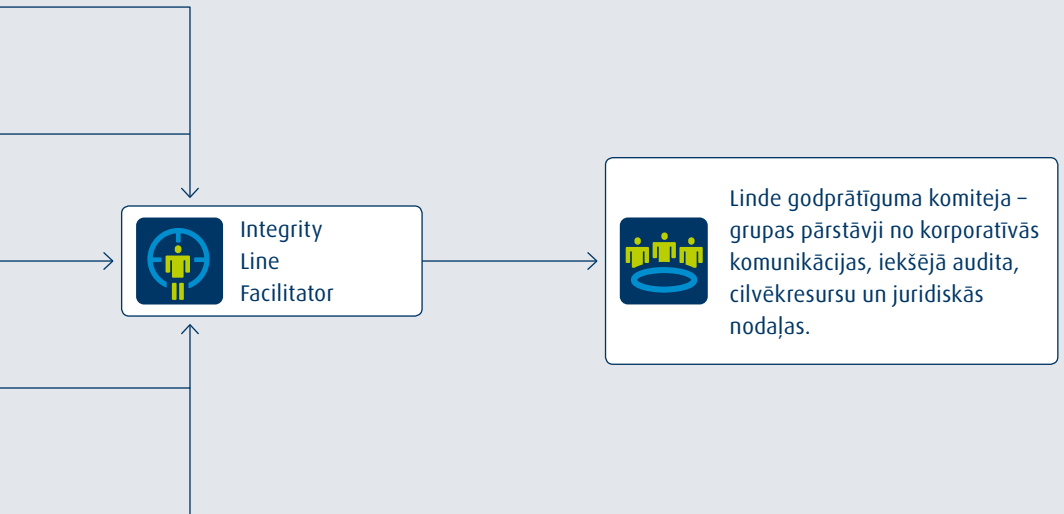 Integrity
Line
Facilitator
Linde godprātīguma komiteja –
grupas pārstāvji no korporatīvās
komunikācijas, iekšējā audita,
cilvēkresursu un juridiskās
nodaļas.